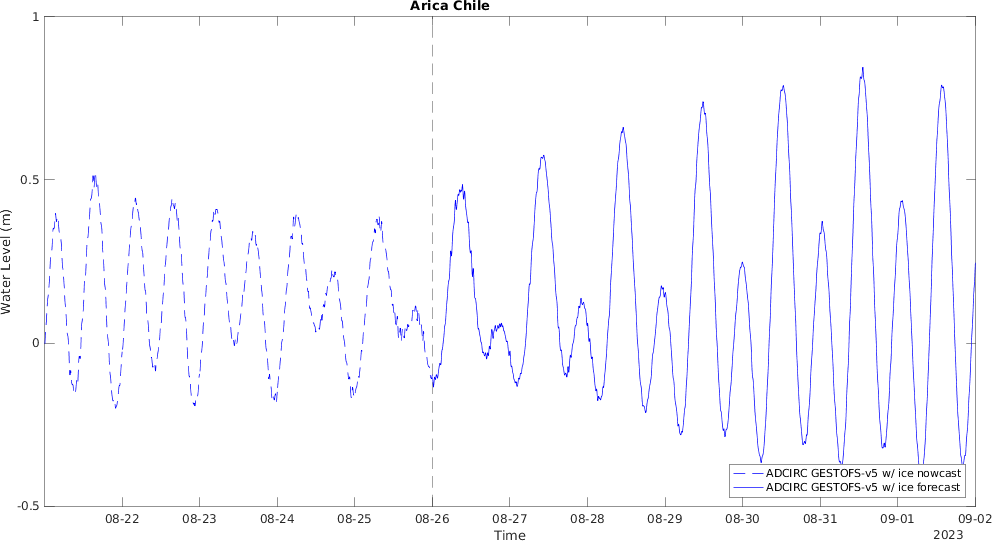 Arica Chile
1
0.5
0
-0.5
Water Level (m)
ADCIRC GESTOFS-v5 w/ ice nowcast
ADCIRC GESTOFS-v5 w/ ice forecast
08-22 08-23 08-24 08-25 08-26 08-27 08-28 08-29 08-30 08-31 09-01 09-02
Time
2023